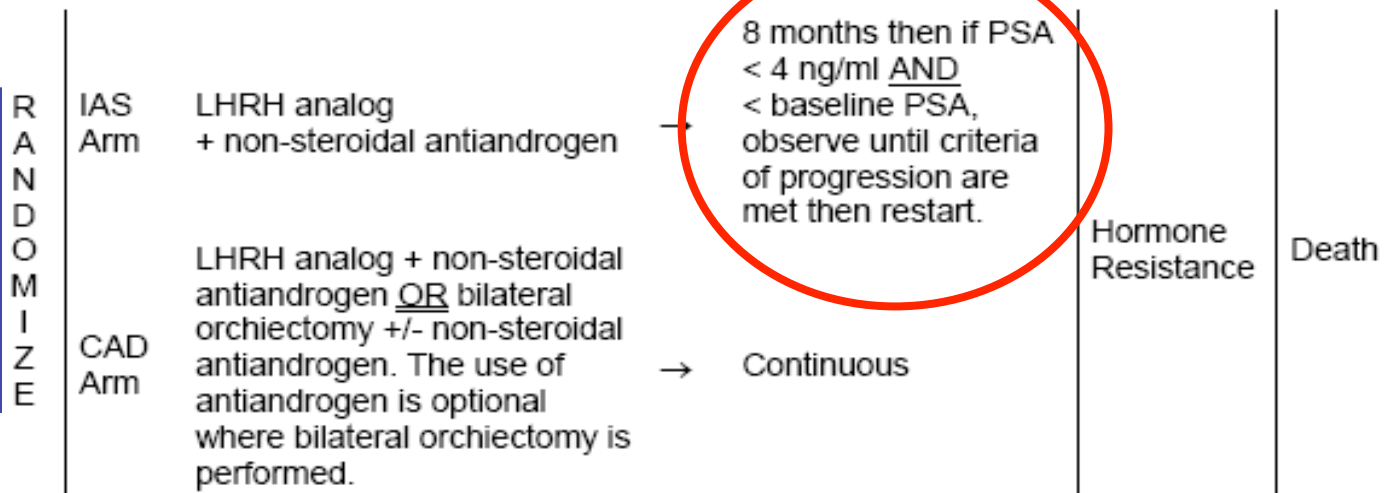 R
A
N
D
O
M
I
Z
E
IAS
Arm
LHRH analog
+ non-steroidal antiandrogen
→
8 months then if PSA
< 4 ng/ml AND
< baseline PSA,
observe until criteria
of progression are
met then restart.
CAD
Arm
LHRH analog + non-steroidal
antiandrogen OR bilateral
orchiectomy +/- non-steroidal
antiandrogen. The use of
antiandrogen is optional
where bilateral orchiectomy is
performed.
→
Continuous
Hormone
Resistance
Death